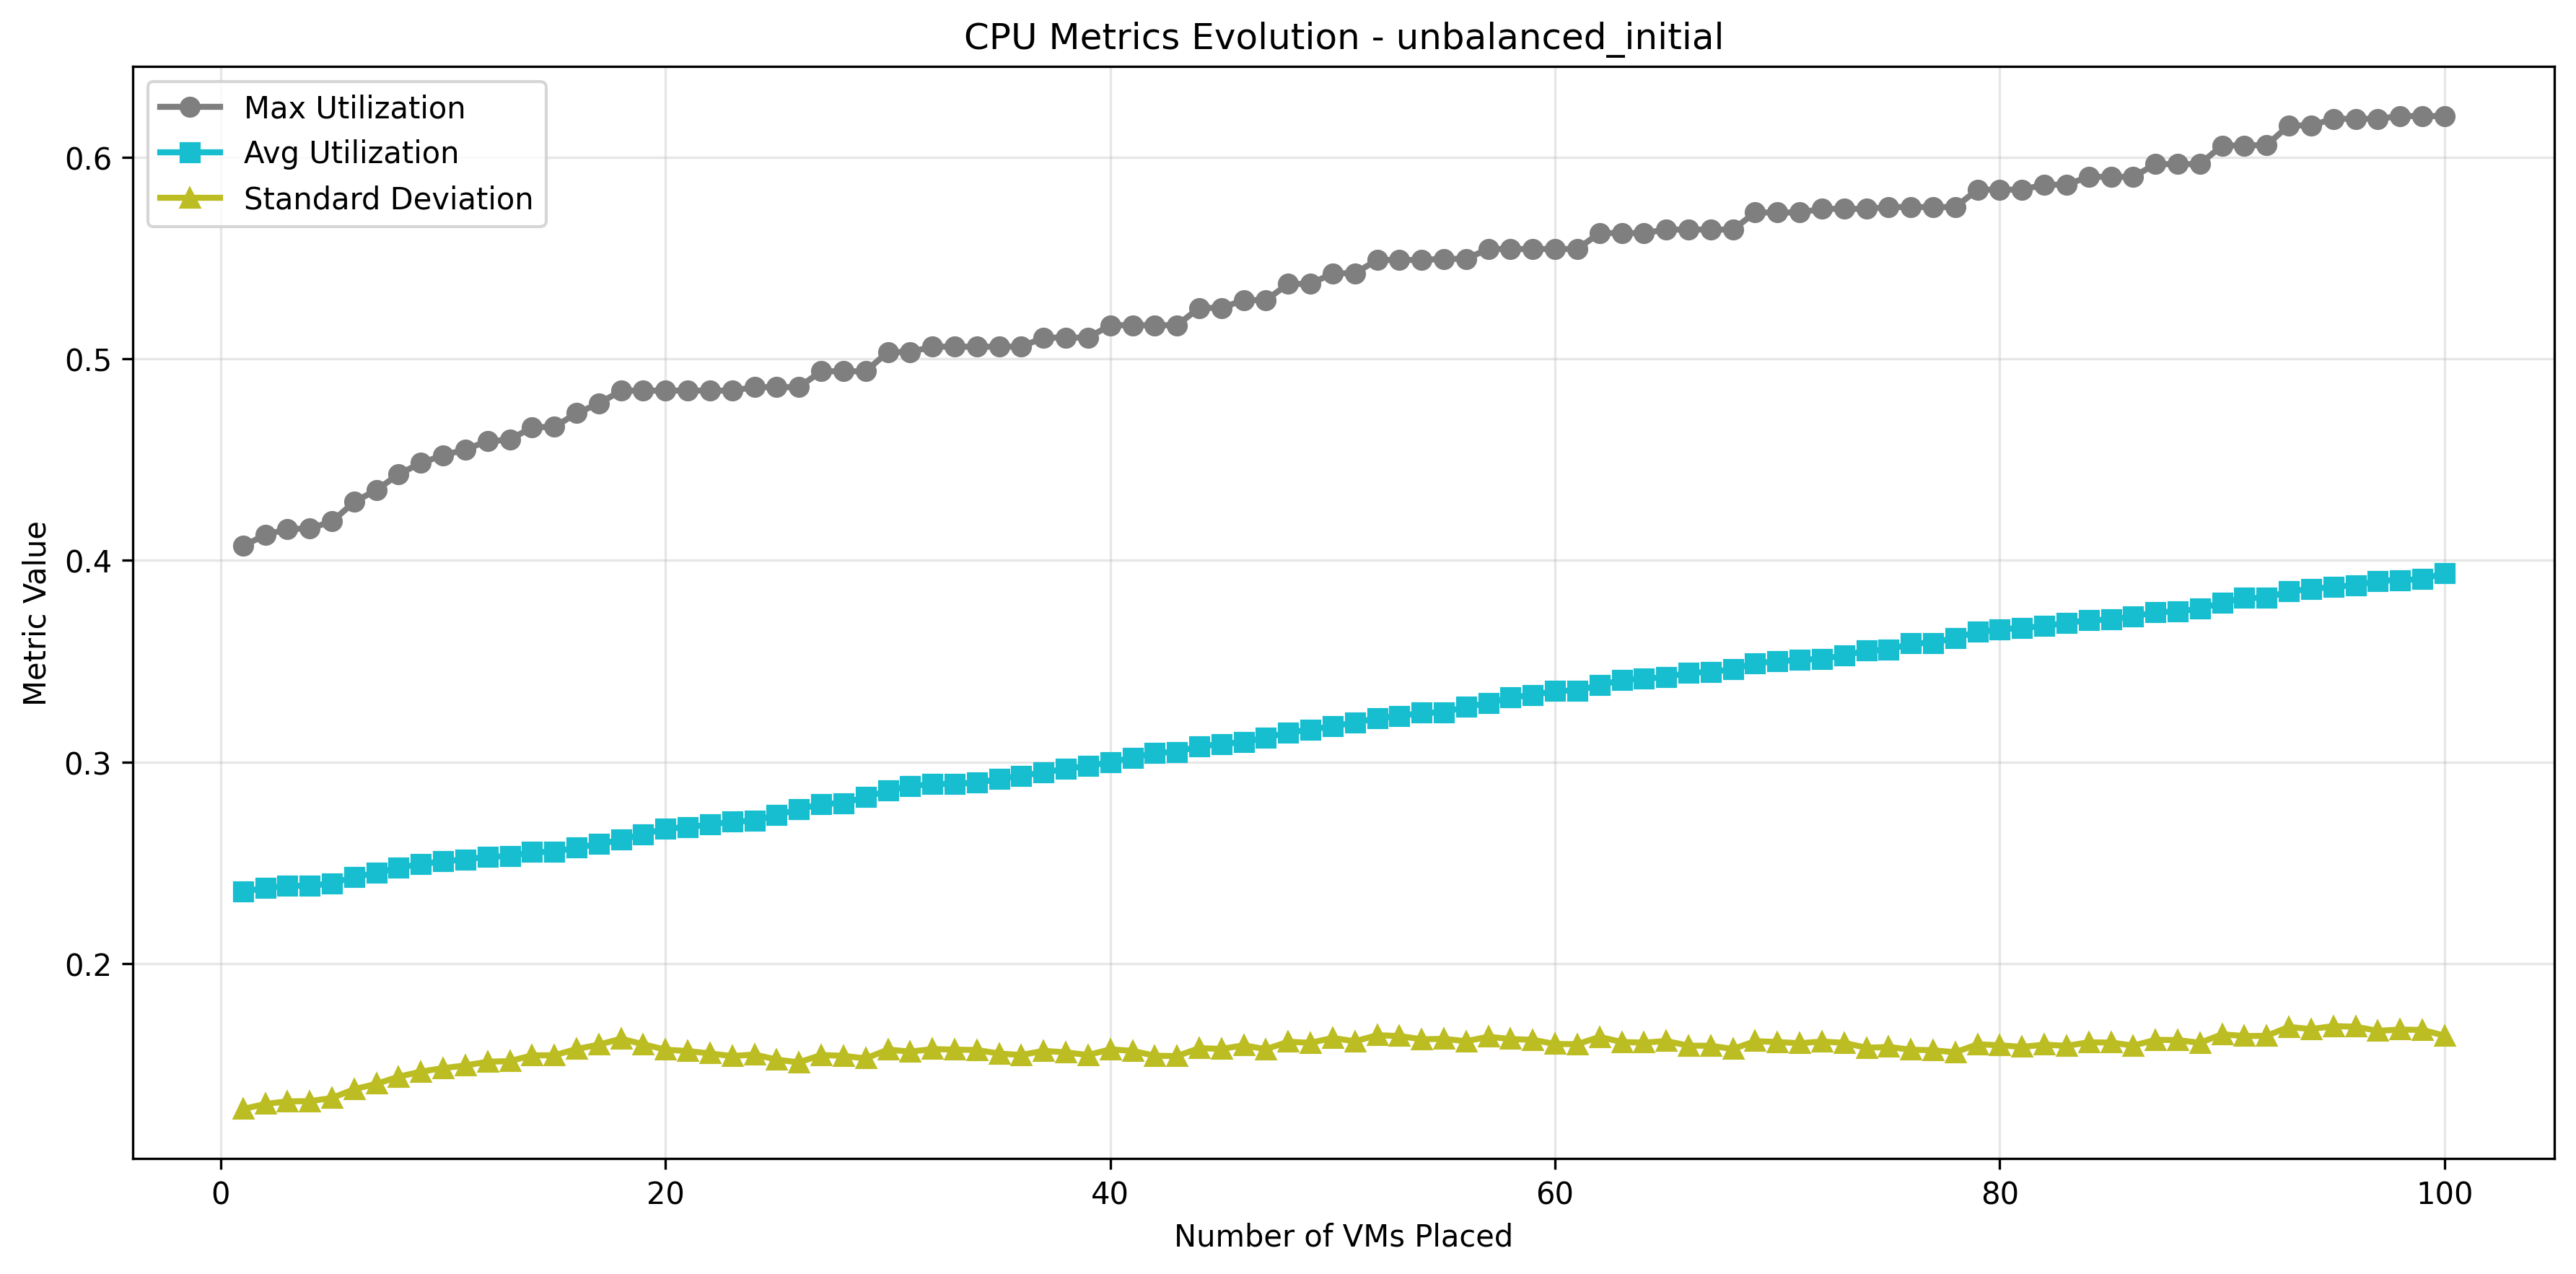 CPU Metrics Evolution - unbalanced_initial
Max Utilization
Avg Utilization
Standard Deviation
Metric Value
0.6
0.5
0.4
0.3
0.2
0 20 40 60 80 100
Number of VMs Placed